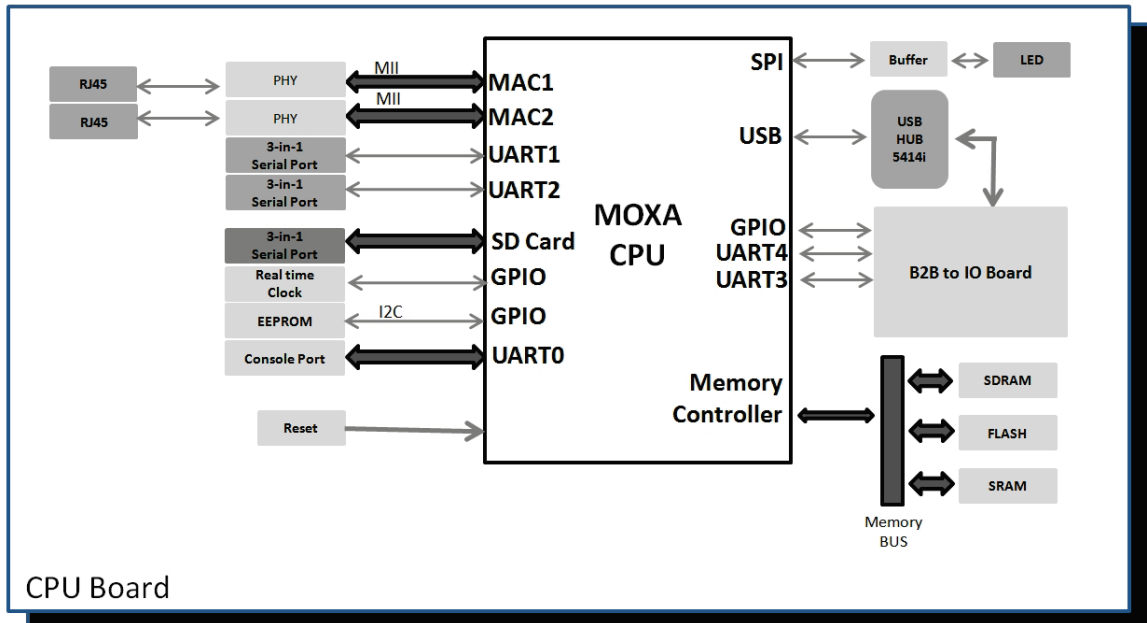 RJ45
PHY
MII
MAC1
RJ45
PHY
MII
MAC2
3-in-1
Serial Port
UART1
3-in-1
Serial Port
UART2
3-in-1
Serial Port
SD Card
Real time
Clock
GPIO
EEPROM
I2C
GPIO
Console Port
UART0
Reset
MOXA
CPU
SPI
Buffer
LED
USB
USB
HUB
5414i
GPIO
UART4
UART3
B2B to IO Board
Memory
Controller
SDRAM
FLASH
SRAM
Memory
BUS
CPU Board